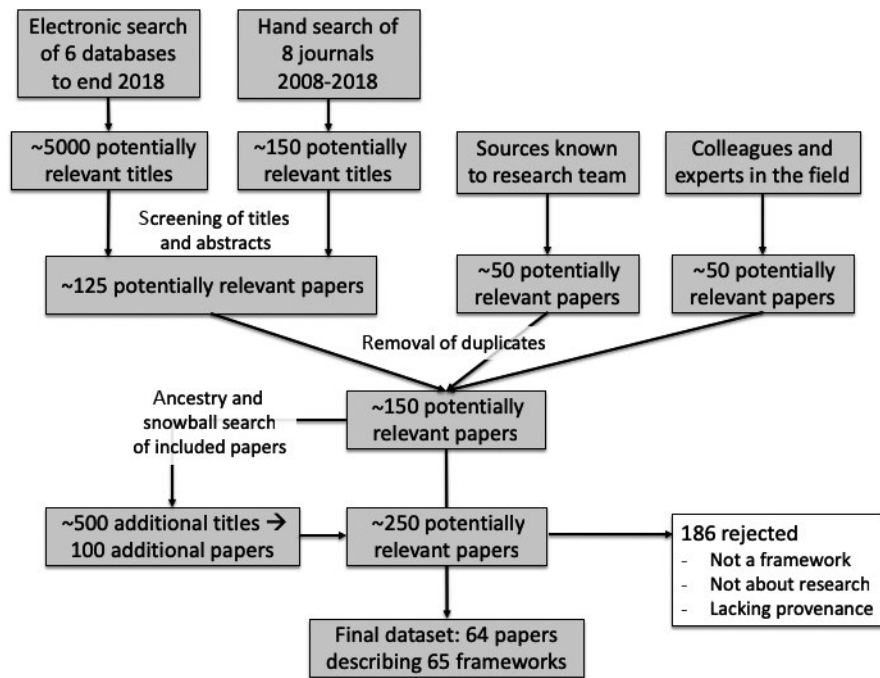 Electronic search
of 6 databases
to end 2018
Hand search of
8 journals
2008-2018
~5000 potentially
relevant titles
~150 potentially
relevant titles
Sources known
to research team
Colleagues and
experts in the field
Screening of titles
and abstracts
~125 potentially relevant papers
~50 potentially
relevant papers
~50 potentially
relevant papers
Removal of duplicates
Ancestry and
snowball search
of included papers
~150 potentially
relevant papers
~500 additional titles →
100 additional papers
~250 potentially
relevant papers
186 rejected
- Not a framework
- Not about research
- Lacking provenance
Final dataset: 64 papers
describing 65 frameworks